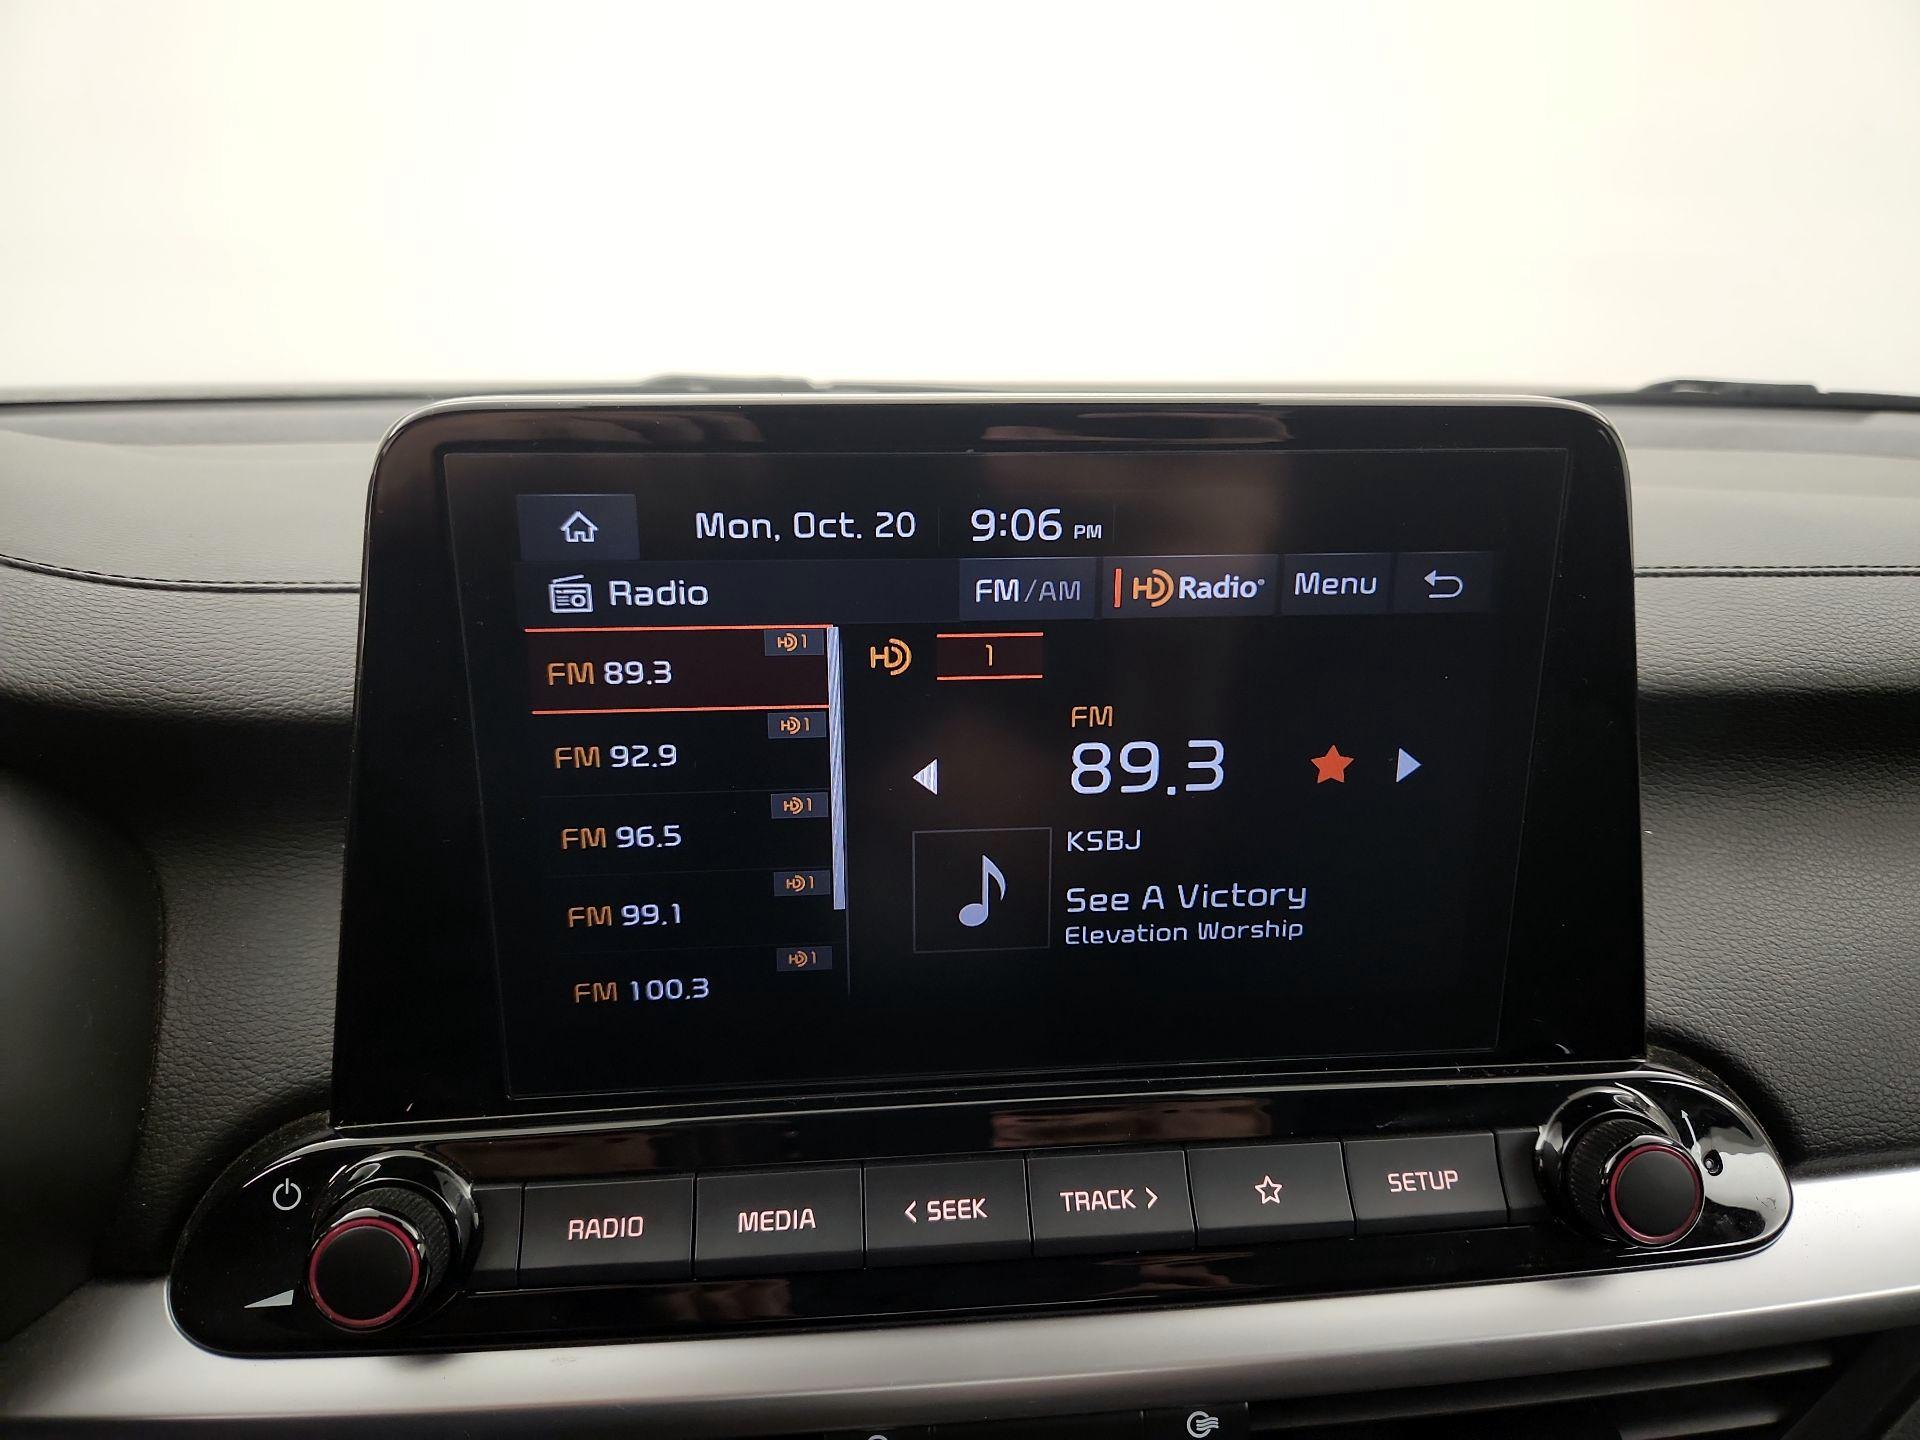 Mon, Oct. 20 9:06 PM
Radio FM/AM HD Radio® Menu
FM 89.3 HD 1
FM 92.9 HD 1
FM 96.5 HD 1
FM 99.1 HD 1
FM 100.3 HD 1
HD 1
FM
89.3
KSBJ
See A Victory
Elevation Worship
RADIO MEDIA < SEEK TRACK > SETUP